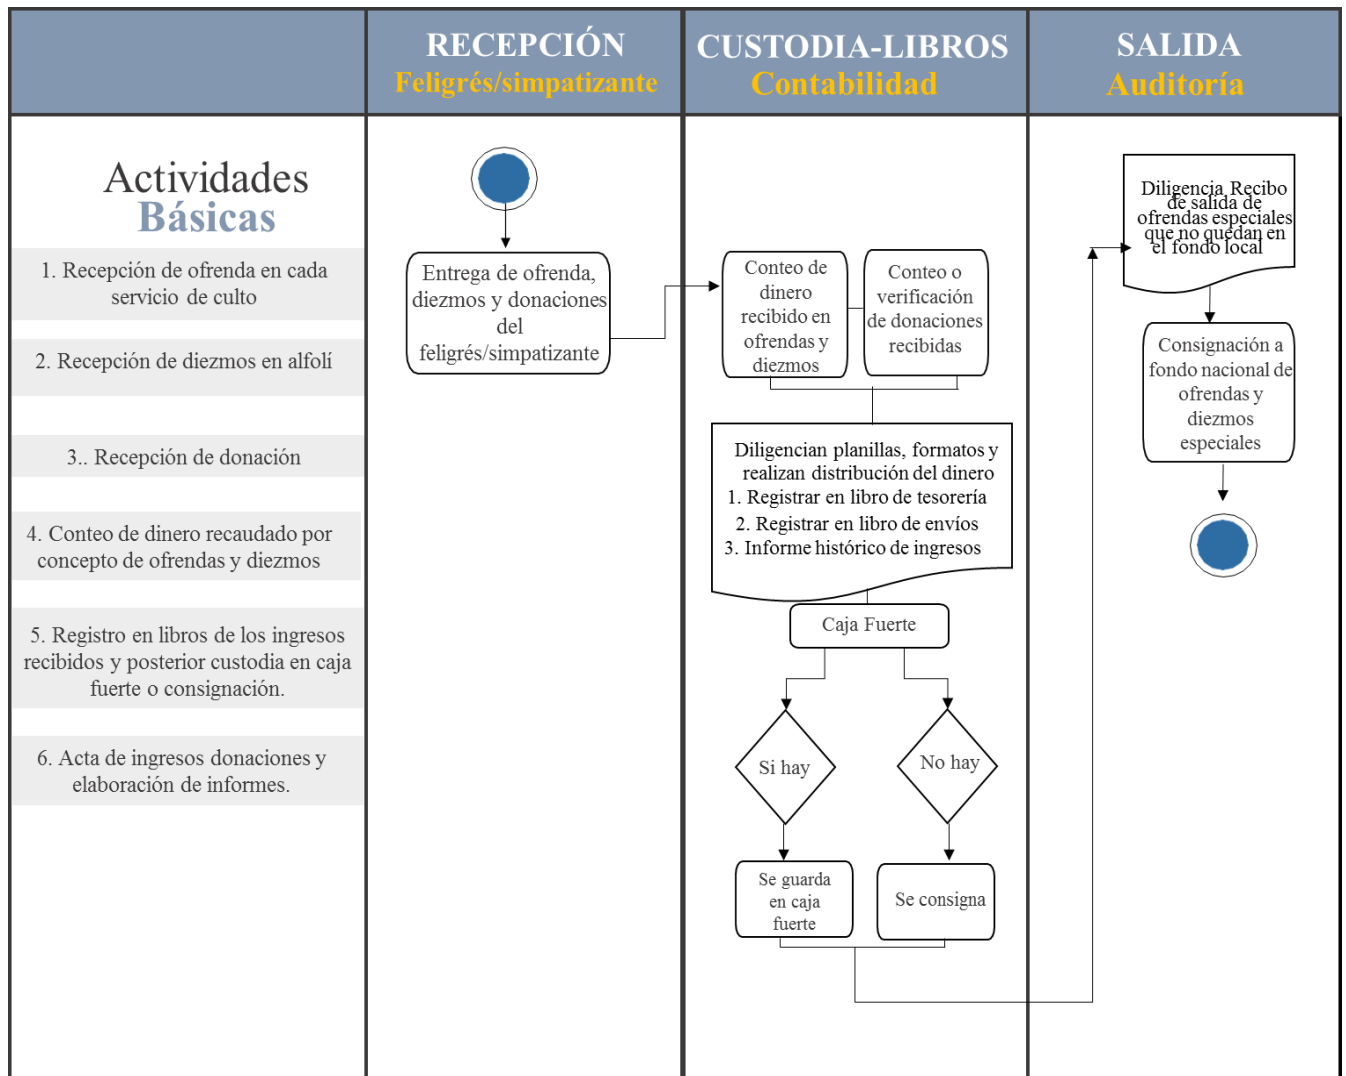 RECEPCIÓN
Feligrés/simpatizante
CUSTODIA-LIBROS
Contabilidad
SALIDA
Auditoría
Actividades
Básicas
1. Recepción de ofrenda en cada
servicio de culto
2. Recepción de diezmos en alfolí
3.. Recepción de donación
4. Conteo de dinero recaudado por
concepto de ofrendas y diezmos
5. Registro en libros de los ingresos
recibidos y posterior custodia en caja
fuerte o consignación.
6. Acta de ingresos donaciones y
elaboración de informes.
Entrega de ofrenda,
diezmos y donaciones
del
feligrés/simpatizante
Conteo de
dinero
recibido en
ofrendas y
diezmos
Conteo o
verificación
de donaciones
recibidas
Diligencian planillas, formatos y
realizan distribución del dinero
1. Registrar en libro de tesorería
2. Registrar en libro de envíos
3. Informe histórico de ingresos
Caja Fuerte
Si hay
No hay
Se guarda
en caja
fuerte
Se consigna
Diligencia Recibo
de salida de
ofrendas especiales
que no quedan en
el fondo local
Consignación a
fondo nacional de
ofrendas y
diezmos
especiales